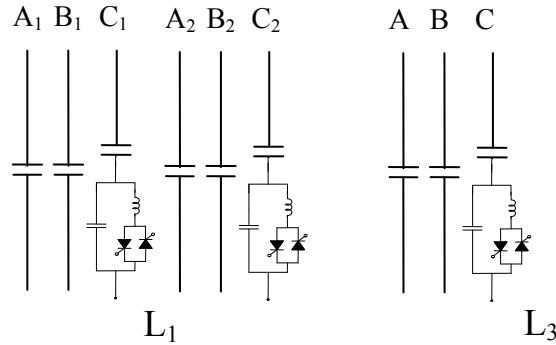 A₁ B₁ C₁ A₂ B₂ C₂ A B C
L₁ L₃